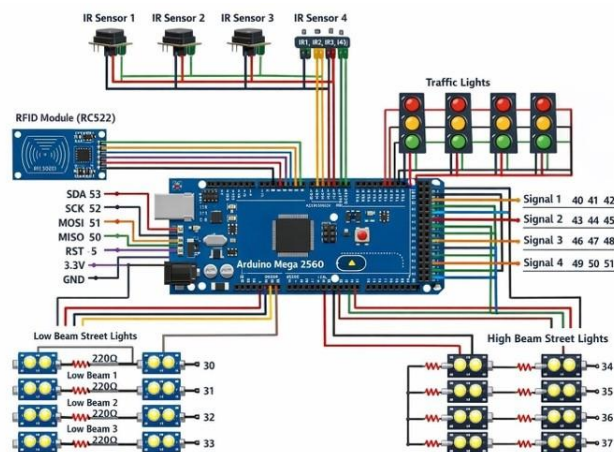 IR Sensor 1
IR Sensor 2
IR Sensor 3
IR Sensor 4
IR1 IR2 IR3
Traffic Lights
RFID Module (RC522)
SDA 53
SCK 52
MOSI 51
MISO 50
RST - 5
3.3V
GND
Arduino Mega 2560
Signal 1 40 41 42
Signal 2 43 44 45
Signal 3 46 47 48
Signal 4 49 50 51
Low Beam Street Lights
220Ω
30
Low Beam 1
220Ω
31
Low Beam 2
220Ω
32
Low Beam 3
220Ω
33
High Beam Street Lights
34
35
36
37